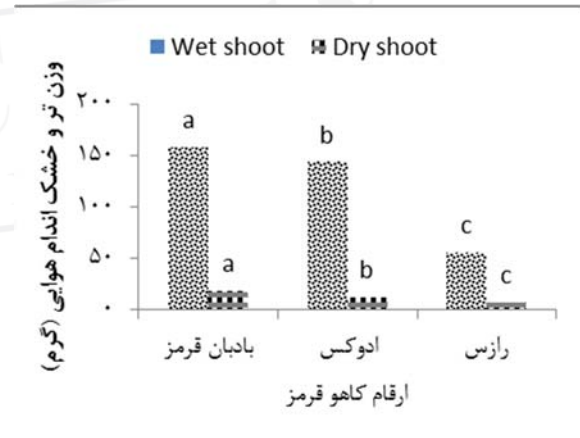 Wet shoot Dry shoot
وزن تر و خشک اندام هوایی (گرم)
۲۰۰
۱۵۰
۱۰۰
۵۰
۰
a b c
a b c
بادبان قرمز ادوکس رازس
ارقام کاهو قرمز